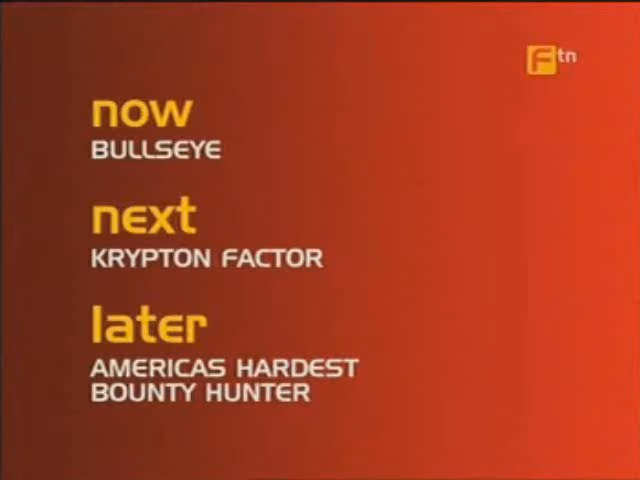 Ftn
now
BULLSEYE
next
KRYPTON FACTOR
later
AMERICAS HARDEST
BOUNTY HUNTER